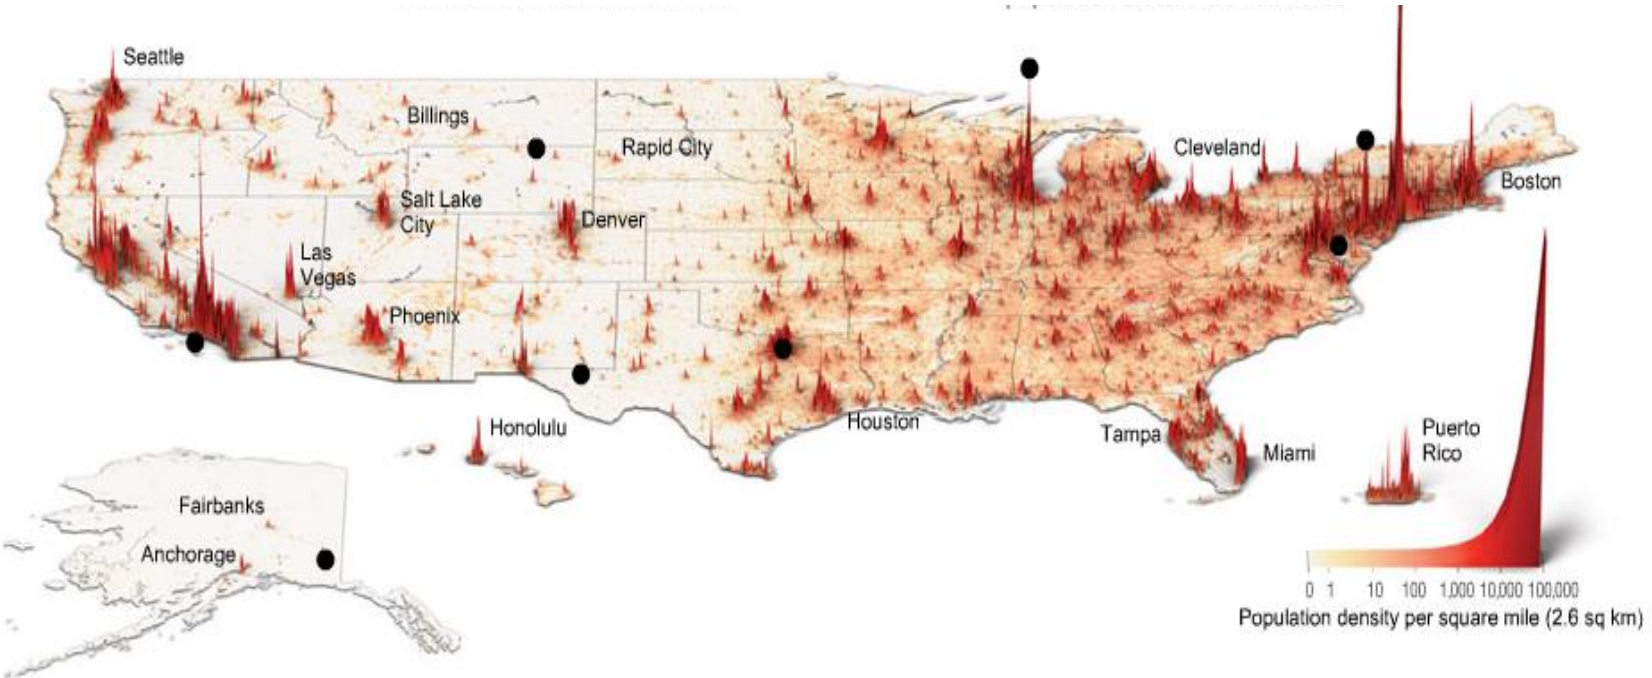 Seattle
Billings
Rapid City
Cleveland
Boston
Salt Lake
City
Denver
Las
Vegas
Phoenix
Honolulu
Houston
Tampa
Miami
Puerto
Rico
Fairbanks
Anchorage
0 1 10 100 1,000 10,000 100,000
Population density per square mile (2.6 sq km)